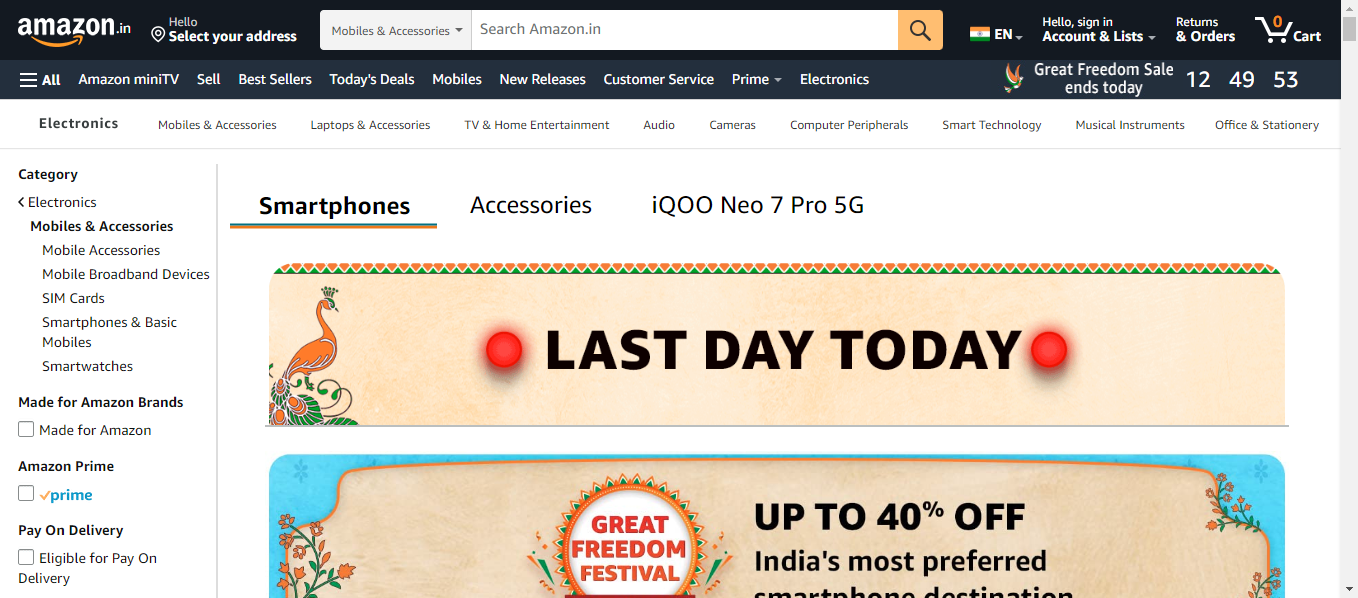 amazon.in
Hello
Select your address
Mobiles & Accessories
Search Amazon.in
EN
Hello, sign in
Account & Lists
Returns
& Orders
0
Cart
All
Amazon miniTV
Sell
Best Sellers
Today's Deals
Mobiles
New Releases
Customer Service
Prime
Electronics
Great Freedom Sale
ends today
12 49 53
Electronics
Mobiles & Accessories
Laptops & Accessories
TV & Home Entertainment
Audio
Cameras
Computer Peripherals
Smart Technology
Musical Instruments
Office & Stationery
Category
Electronics
Mobiles & Accessories
Mobile Accessories
Mobile Broadband Devices
SIM Cards
Smartphones & Basic
Mobiles
Smartwatches
Made for Amazon Brands
Made for Amazon
Amazon Prime
prime
Pay On Delivery
Eligible for Pay On
Delivery
Smartphones
Accessories
iQOO Neo 7 Pro 5G
LAST DAY TODAY
GREAT
FREEDOM
FESTIVAL
UP TO 40% OFF
India's most preferred
smartphone destination